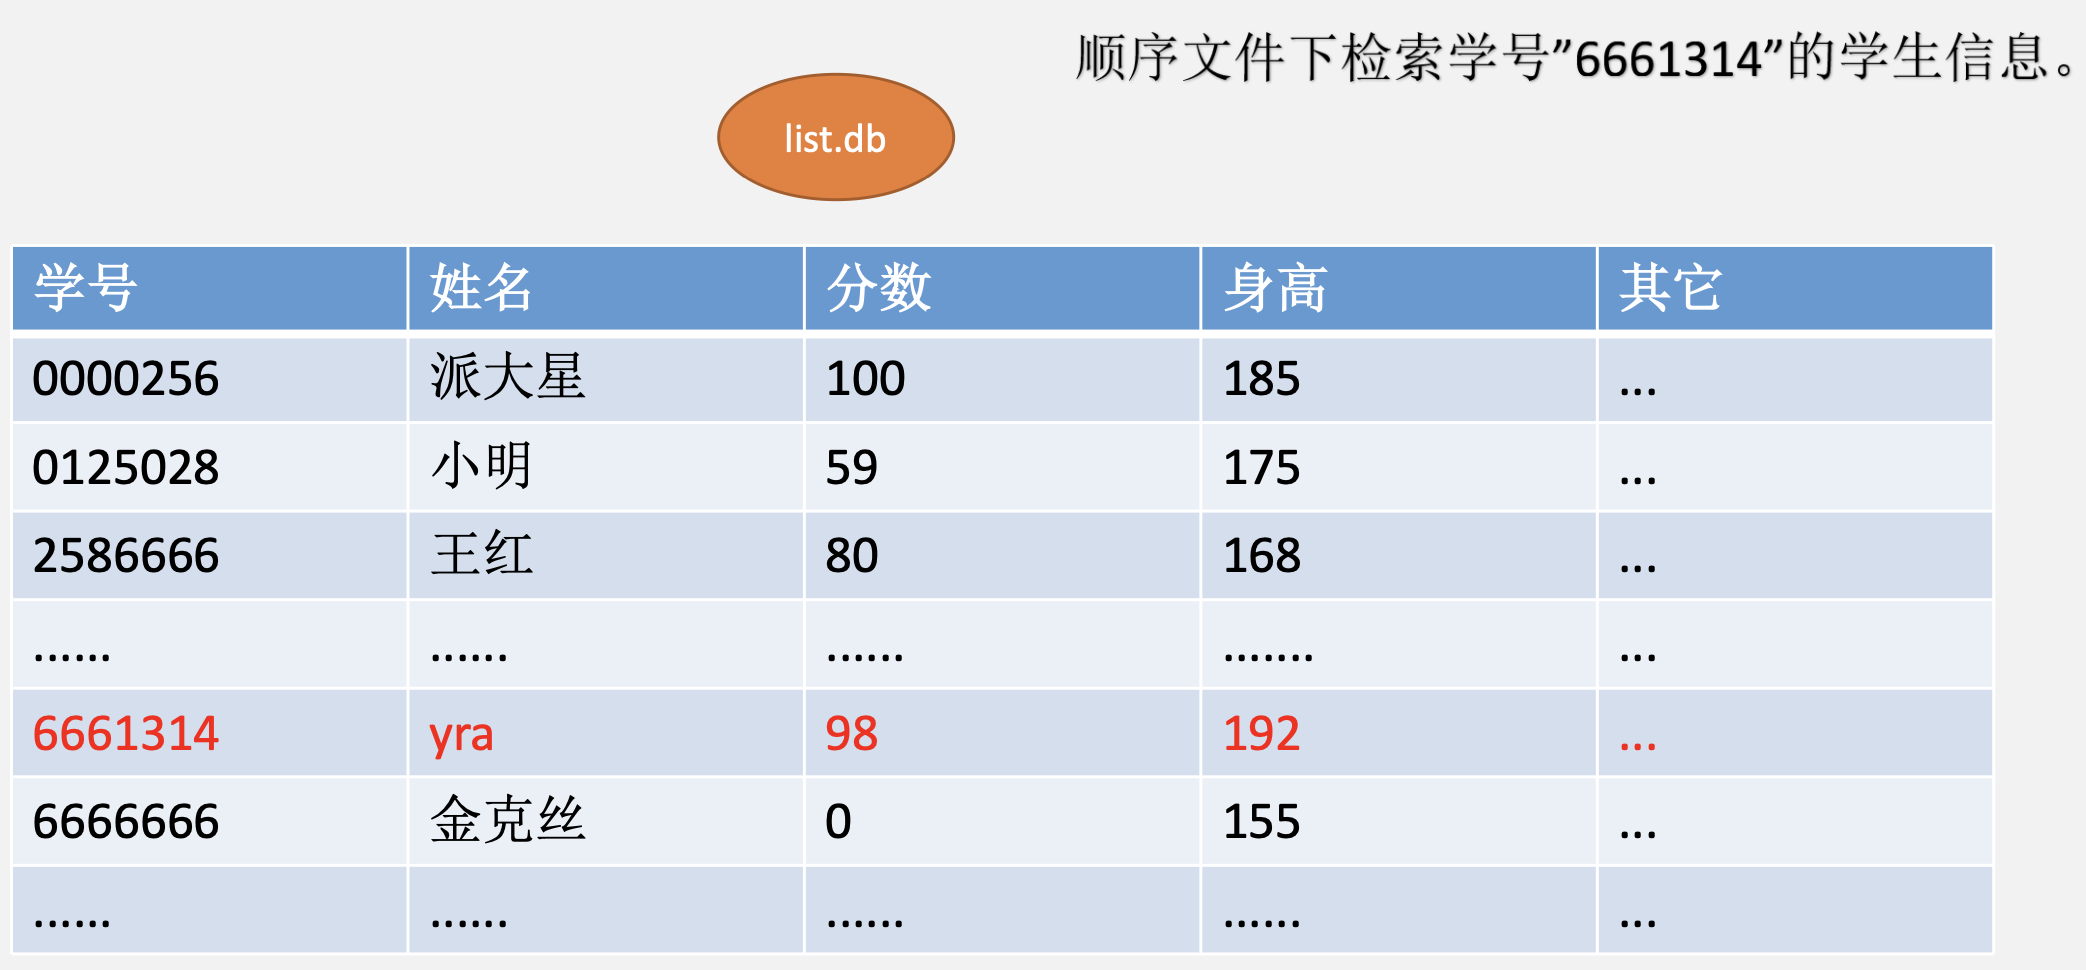 顺序文件下检索学号”6661314”的学生信息。
list.db
学号 姓名 分数 身高 其它
0000256 派大星 100 185 ...
0125028 小明 59 175 ...
2586666 王红 80 168 ...
...... ...... ...... ....... ...
6661314 yra 98 192 ...
6666666 金克丝 0 155 ...
...... ...... ...... ...... ...